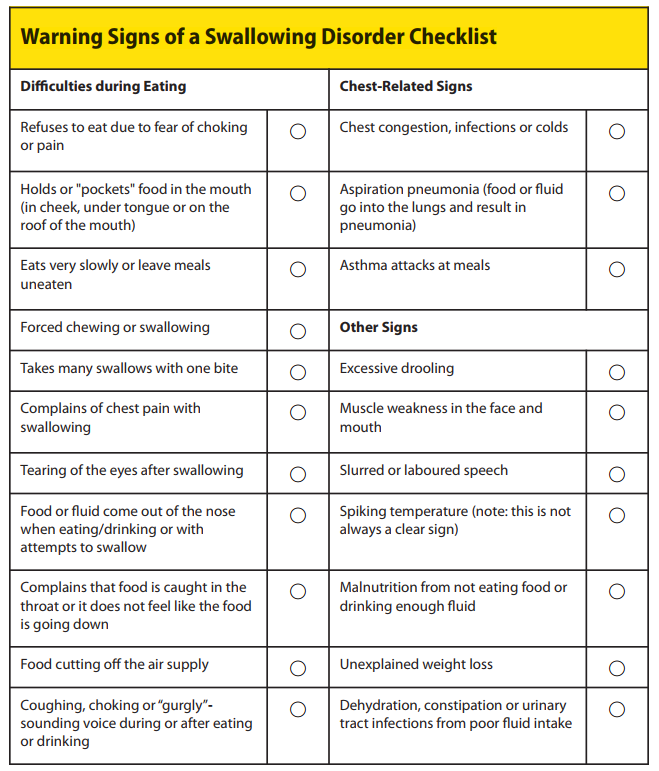 Warning Signs of a Swallowing Disorder Checklist
Difficulties during Eating
Refuses to eat due to fear of choking
or pain
Holds or "pockets" food in the mouth
(in cheek, under tongue or on the
roof of the mouth)
Eats very slowly or leave meals
uneaten
Forced chewing or swallowing
Takes many swallows with one bite
Complains of chest pain with
swallowing
Tearing of the eyes after swallowing
Food or fluid come out of the nose
when eating/drinking or with
attempts to swallow
Complains that food is caught in the
throat or it does not feel like the food
is going down
Food cutting off the air supply
Coughing, choking or “gurgly”-
sounding voice during or after eating
or drinking
Chest-Related Signs
Chest congestion, infections or colds
Aspiration pneumonia (food or fluid
go into the lungs and result in
pneumonia)
Asthma attacks at meals
Other Signs
Excessive drooling
Muscle weakness in the face and
mouth
Slurred or laboured speech
Spiking temperature (note: this is not
always a clear sign)
Malnutrition from not eating food or
drinking enough fluid
Unexplained weight loss
Dehydration, constipation or urinary
tract infections from poor fluid intake